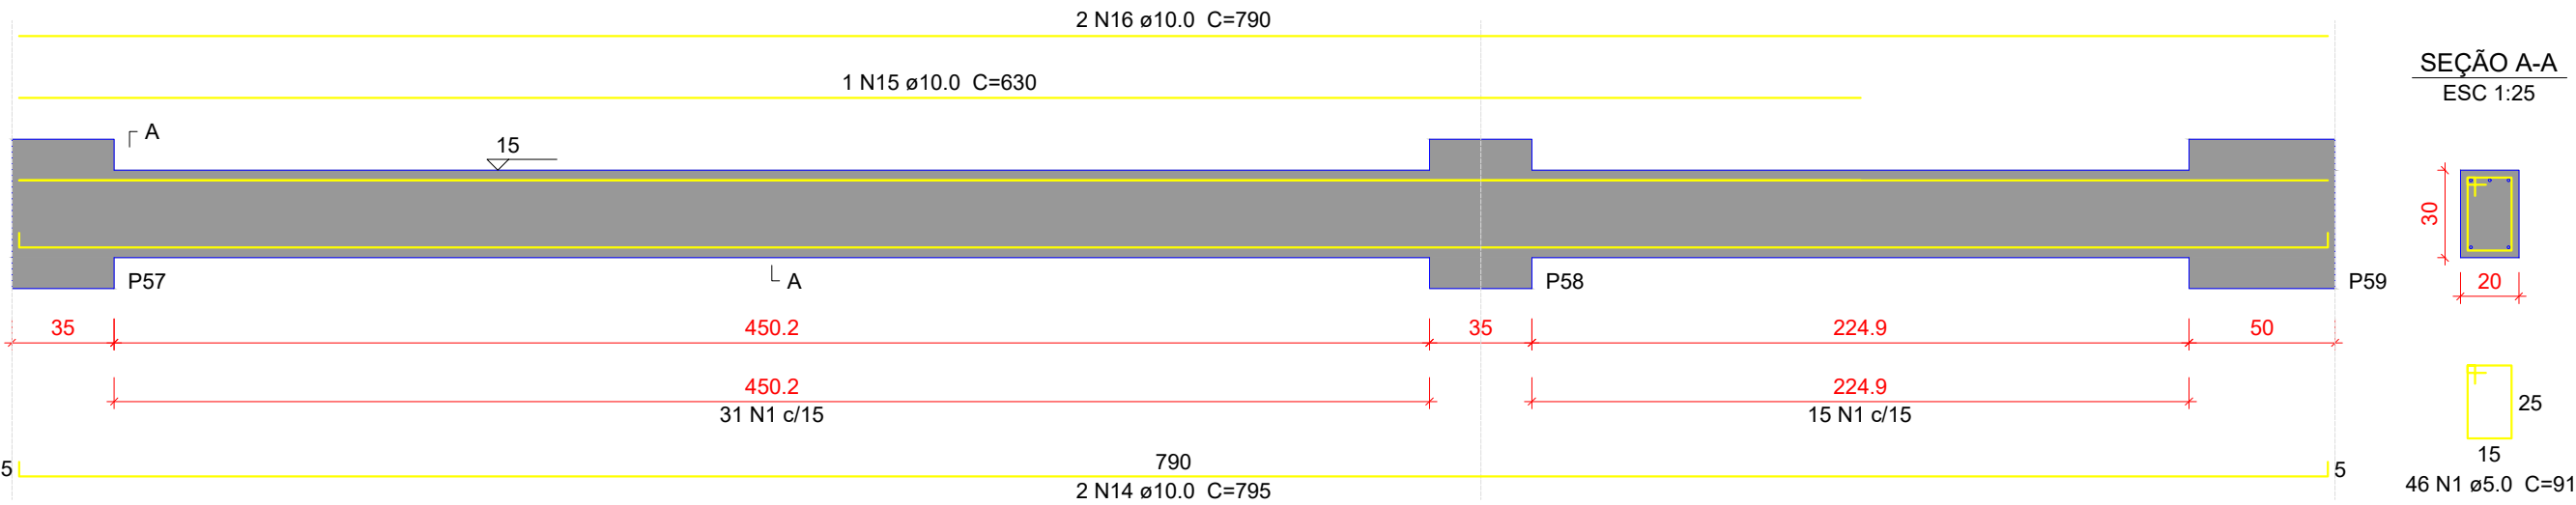 2 N16 ø10.0 C=790
1 N15 ø10.0 C=630
SEÇÃO A-A
ESC 1:25
A
15
A
P57
P58
P59
30
20
35
450.2
35
224.9
50
450.2
31 N1 c/15
224.9
15 N1 c/15
25
15
46 N1 ø5.0 C=91
5
790
5
2 N14 ø10.0 C=795